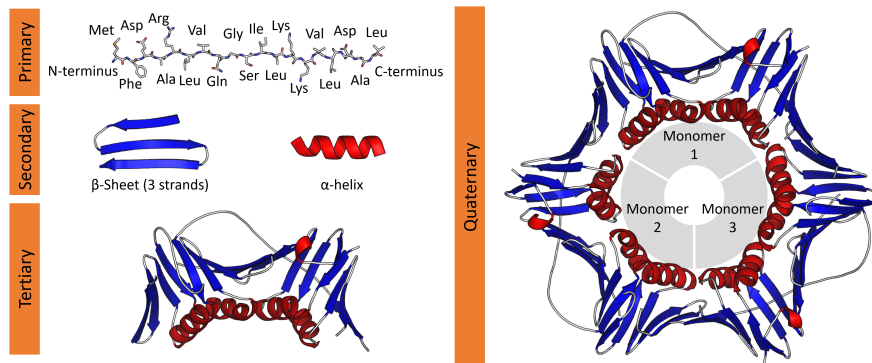 Primary
Met Asp Arg Val Gly Ile Lys Val Asp Leu
N-terminus C-terminus
Phe Ala Leu Gln Ser Leu Lys Leu Ala
Secondary
β-Sheet (3 strands)
α-helix
Tertiary
Quaternary
Monomer
1
Monomer
2
Monomer
3